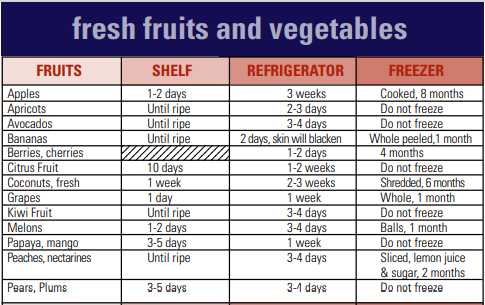 fresh fruits and vegetables
FRUITS SHELF REFRIGERATOR FREEZER
Apples 1-2 days 3 weeks Cooked, 8 months
Apricots Until ripe 2-3 days Do not freeze
Avocados Until ripe 3-4 days Do not freeze
Bananas Until ripe 2 days, skin will blacken Whole peeled,1 month
Berries, cherries 1-2 days 4 months
Citrus Fruit 10 days 1-2 weeks Do not freeze
Coconuts, fresh 1 week 2-3 weeks Shredded, 6 months
Grapes 1 day 1 week Whole, 1 month
Kiwi Fruit Until ripe 3-4 days Do not freeze
Melons 1-2 days 3-4 days Balls, 1 month
Papaya, mango 3-5 days 1 week Do not freeze
Peaches, nectarines Until ripe 3-4 days Sliced, lemon juice
& sugar, 2 months
Pears, Plums 3-5 days 3-4 days Do not freeze